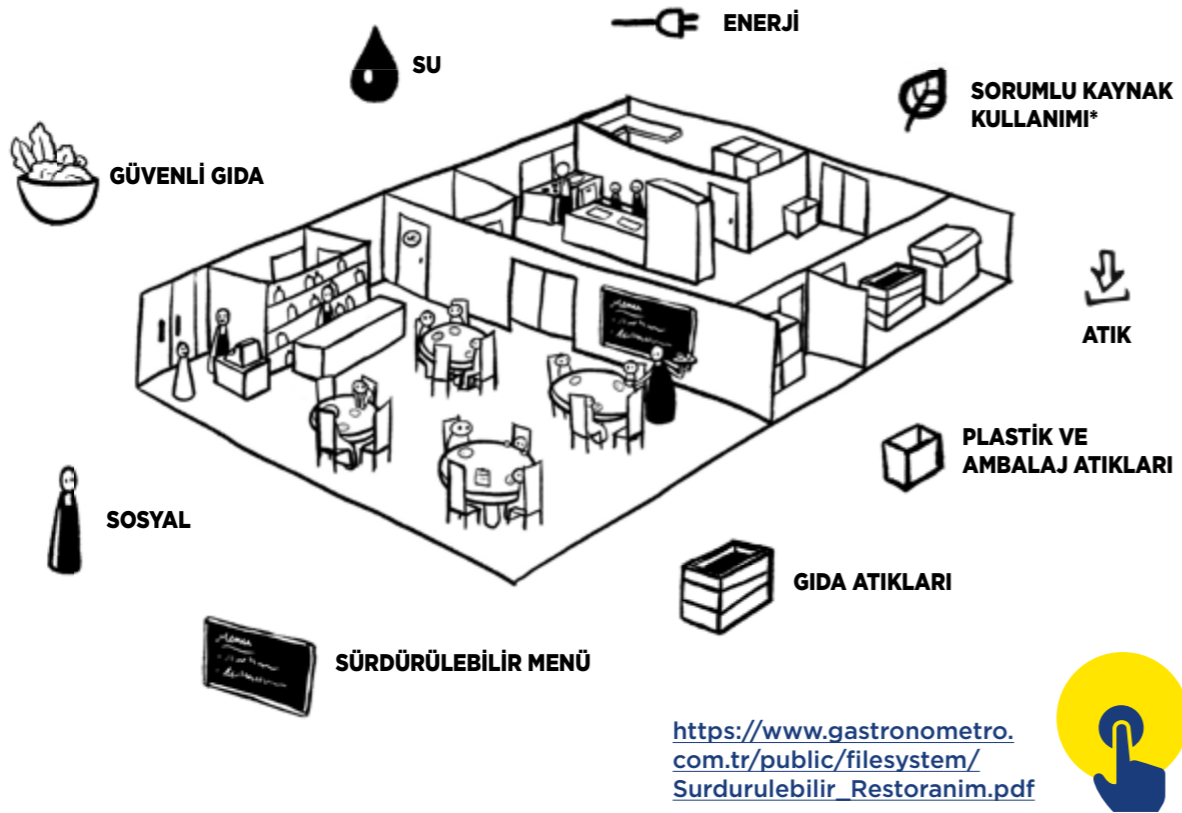 ENERJİ
SU
SORUMLU KAYNAK
KULLANIMI*
GÜVENLİ GIDA
ATIK
PLASTİK VE
AMBALAJ ATIKLARI
SOSYAL
GIDA ATIKLARI
SÜRDÜRÜLEBİLİR MENÜ
https://www.gastronometro.
com.tr/public/filesystem/
Surdurulebilir_Restoranim.pdf